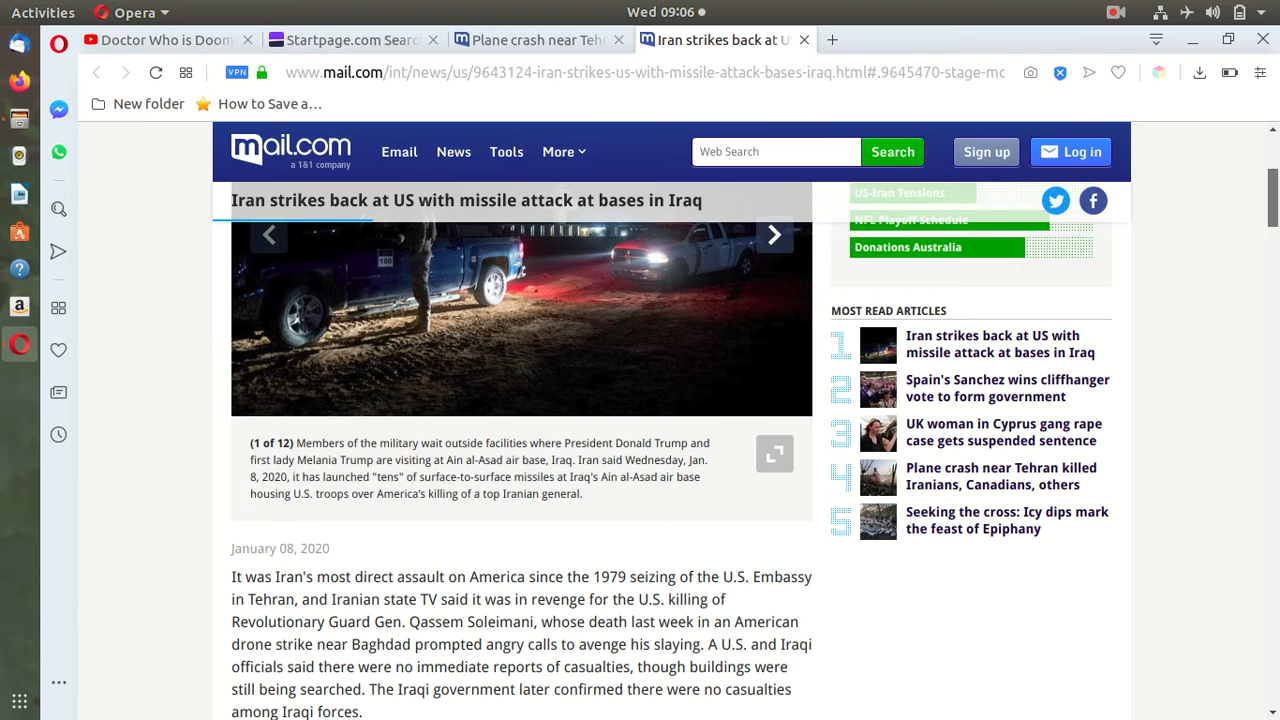 Activities
Opera
Wed 09:06
Doctor Who is Doom
Startpage.com Searc
Plane crash near Tehr
Iran strikes back at U
VPN
www.mail.com/int/news/us/9643124-iran-strikes-us-with-missile-attack-bases-iraq.html#.9645470-stage-mc
New folder
How to Save a...
mail.com
a 1&1 company
Email
News
Tools
More
Web Search
Search
Sign up
Log in
Iran strikes back at US with missile attack at bases in Iraq
180
(1 of 12) Members of the military wait outside facilities where President Donald Trump and
first lady Melania Trump are visiting at Ain al-Asad air base, Iraq. Iran said Wednesday, Jan.
8, 2020, it has launched "tens" of surface-to-surface missiles at Iraq's Ain al-Asad air base
housing U.S. troops over America's killing of a top Iranian general.
January 08, 2020
It was Iran's most direct assault on America since the 1979 seizing of the U.S. Embassy
in Tehran, and Iranian state TV said it was in revenge for the U.S. killing of
Revolutionary Guard Gen. Qassem Soleimani, whose death last week in an American
drone strike near Baghdad prompted angry calls to avenge his slaying. A U.S. and Iraqi
officials said there were no immediate reports of casualties, though buildings were
still being searched. The Iraqi government later confirmed there were no casualties
among Iraqi forces.
US-Iran Tensions
NFL Playoff Schedule
Donations Australia
MOST READ ARTICLES
1
Iran strikes back at US with
missile attack at bases in Iraq
2
Spain's Sanchez wins cliffhanger
vote to form government
3
UK woman in Cyprus gang rape
case gets suspended sentence
4
Plane crash near Tehran killed
Iranians, Canadians, others
5
Seeking the cross: Icy dips mark
the feast of Epiphany